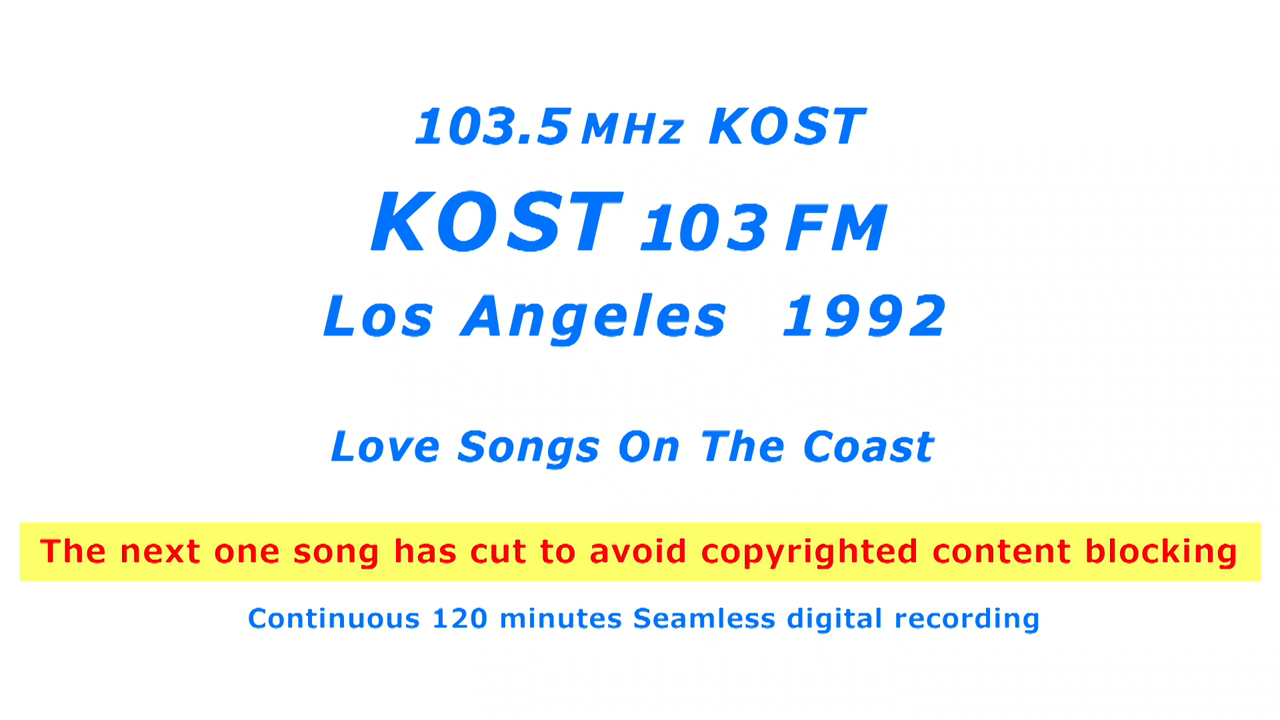 103.5 MHz KOST
KOST 103 FM
Los Angeles 1992
Love Songs On The Coast
The next one song has cut to avoid copyrighted content blocking
Continuous 120 minutes Seamless digital recording